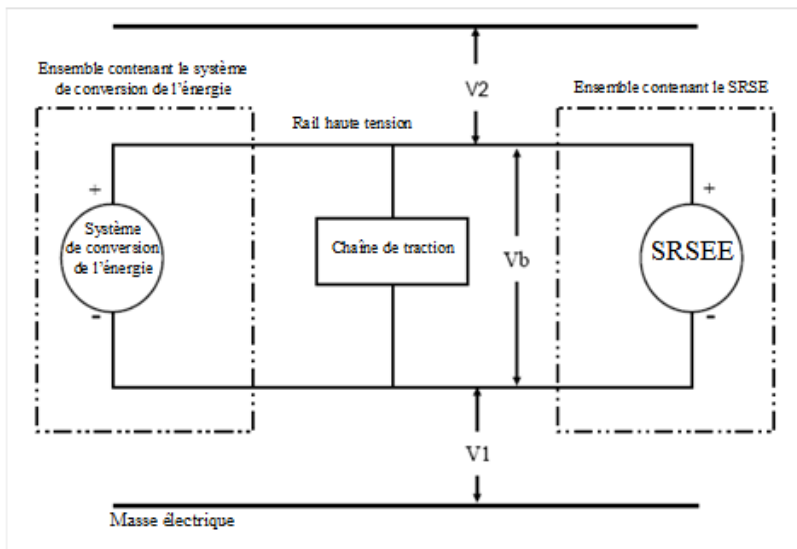 Ensemble contenant le système
de conversion de l'énergie
V2
Ensemble contenant le SRSE
Rail haute tension
+
Système
de conversion
de l'énergie
-
Chaîne de traction
Vb
+
SRSEE
-
V1
Masse électrique